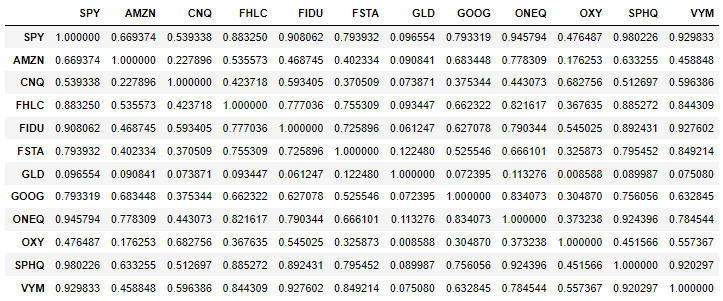 SPY AMZN CNQ FHLC FIDU FSTA GLD GOOG ONEQ OXY SPHQ VYM
SPY 1.000000 0.669374 0.539338 0.883250 0.908062 0.793932 0.096554 0.793319 0.945794 0.476487 0.980226 0.929833
AMZN 0.669374 1.000000 0.227896 0.535573 0.468745 0.402334 0.090841 0.683448 0.778309 0.176253 0.633255 0.458848
CNQ 0.539338 0.227896 1.000000 0.423718 0.593405 0.370509 0.073871 0.375344 0.443073 0.682756 0.512697 0.596386
FHLC 0.883250 0.535573 0.423718 1.000000 0.777036 0.755309 0.093447 0.662322 0.821617 0.367635 0.885272 0.844309
FIDU 0.908062 0.468745 0.593405 0.777036 1.000000 0.725896 0.061247 0.627078 0.790344 0.545025 0.892431 0.927602
FSTA 0.793932 0.402334 0.370509 0.755309 0.725896 1.000000 0.122480 0.525546 0.666101 0.325873 0.795452 0.849214
GLD 0.096554 0.090841 0.073871 0.093447 0.061247 0.122480 1.000000 0.072395 0.113276 0.008588 0.089987 0.075080
GOOG 0.793319 0.683448 0.375344 0.662322 0.627078 0.525546 0.072395 1.000000 0.834073 0.304870 0.756056 0.632845
ONEQ 0.945794 0.778309 0.443073 0.821617 0.790344 0.666101 0.113276 0.834073 1.000000 0.373238 0.924396 0.784544
OXY 0.476487 0.176253 0.682756 0.367635 0.545025 0.325873 0.008588 0.304870 0.373238 1.000000 0.451566 0.557367
SPHQ 0.980226 0.633255 0.512697 0.885272 0.892431 0.795452 0.089987 0.756056 0.924396 0.451566 1.000000 0.920297
VYM 0.929833 0.458848 0.596386 0.844309 0.927602 0.849214 0.075080 0.632845 0.784544 0.557367 0.920297 1.000000